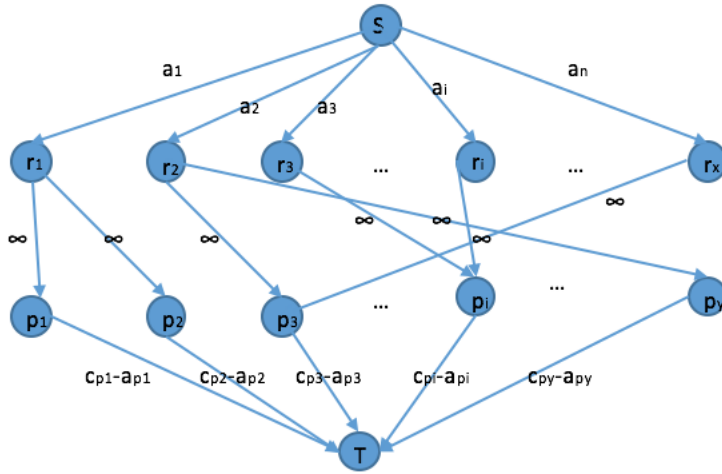 S
a1
a2
a3
ai
an
r1
r2
r3
...
ri
...
rx
∞
∞
∞
∞
∞
∞
∞
p1
p2
p3
...
pi
...
py
cp1-ap1
cp2-ap2
cp3-ap3
cpi-api
cpy-apy
T